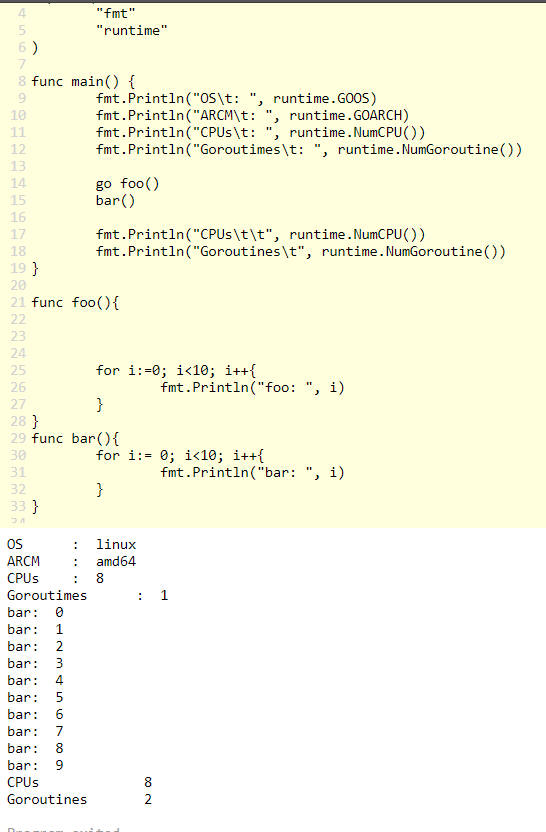 4 "fmt"
5 "runtime"
6 )
7
8 func main() {
9 fmt.Println("OS\t: ", runtime.GOOS)
10 fmt.Println("ARCM\t: ", runtime.GOARCH)
11 fmt.Println("CPUs\t: ", runtime.NumCPU())
12 fmt.Println("Goroutimes\t: ", runtime.NumGoroutine())
13
14 go foo()
15 bar()
16
17 fmt.Println("CPUs\t\t", runtime.NumCPU())
18 fmt.Println("Goroutines\t", runtime.NumGoroutine())
19 }
20
21 func foo(){
22
23
24
25 for i:=0; i<10; i++{
26 fmt.Println("foo: ", i)
27 }
28 }
29 func bar(){
30 for i:= 0; i<10; i++{
31 fmt.Println("bar: ", i)
32 }
33 }
34
OS : linux
ARCM : amd64
CPUs : 8
Goroutimes : 1
bar: 0
bar: 1
bar: 2
bar: 3
bar: 4
bar: 5
bar: 6
bar: 7
bar: 8
bar: 9
CPUs 8
Goroutines 2
Program exited